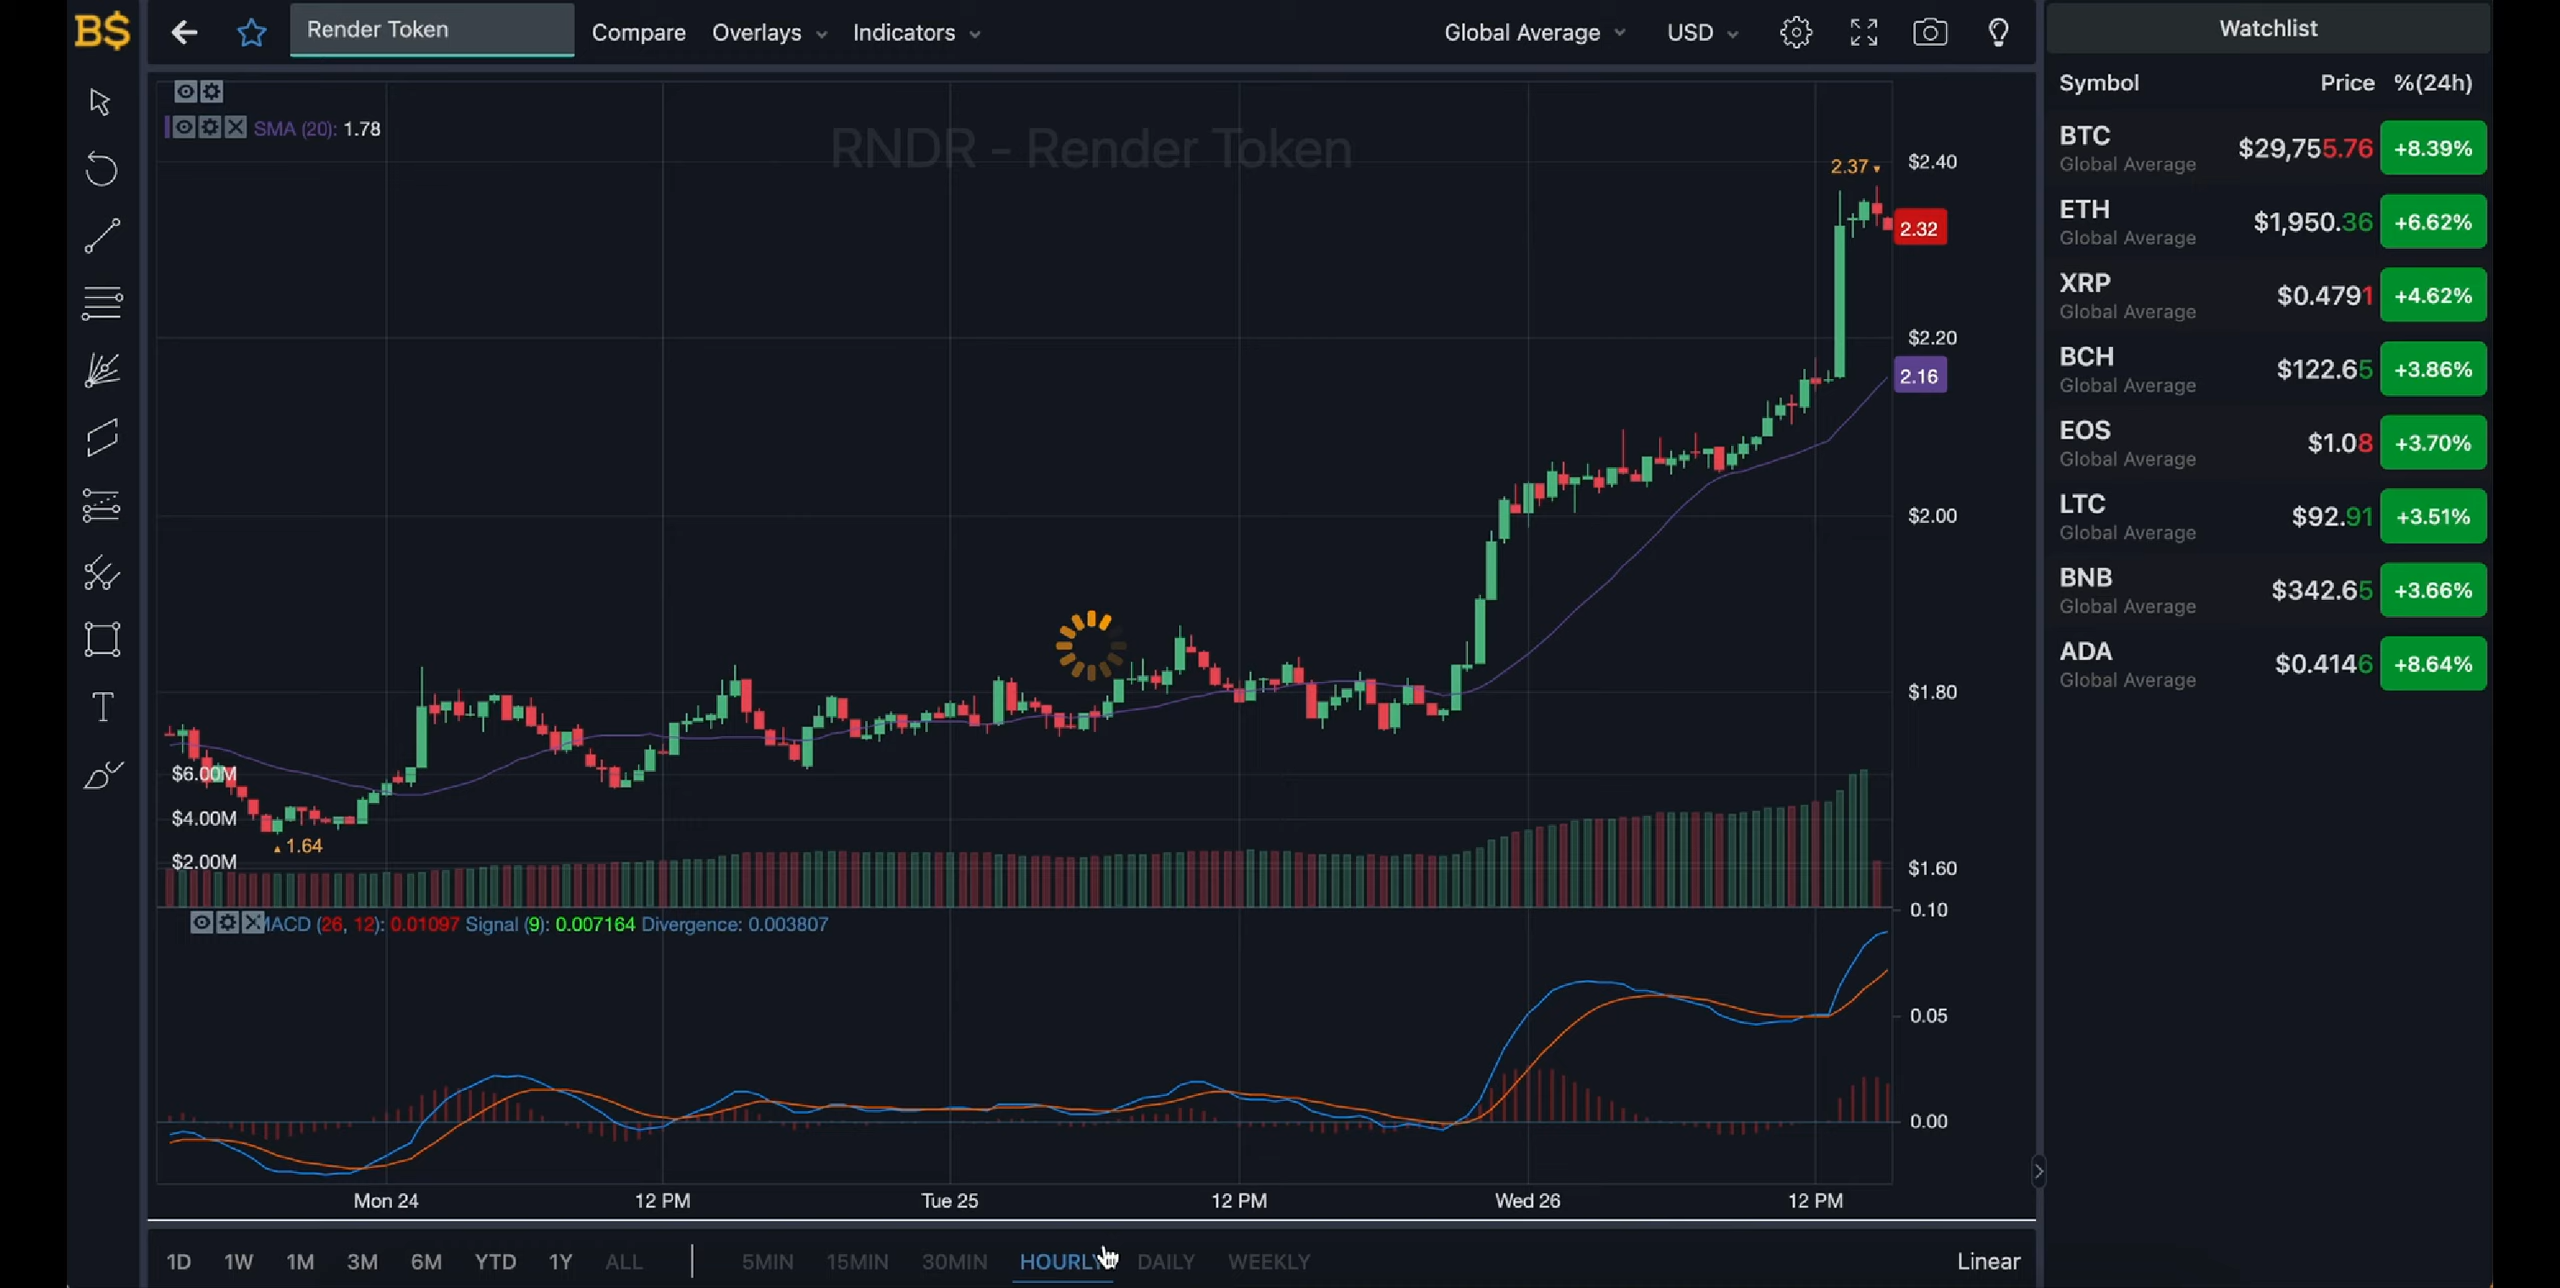 B$
Render Token
Compare
Overlays
Indicators
Global Average
USD
SMA (20): 1.78
RNDR - Render Token
2.37
$2.40
2.32
$2.20
2.16
$2.00
$1.80
$1.60
$6.00M
$4.00M
$2.00M
1.64
MACD (26, 12): 0.01097 Signal (9): 0.007164 Divergence: 0.003807
0.10
0.05
0.00
Mon 24 12 PM Tue 25 12 PM Wed 26 12 PM
1D 1W 1M 3M 6M YTD 1Y ALL 5MIN 15MIN 30MIN HOURLY DAILY WEEKLY Linear
Watchlist
Symbol Price %(24h)
BTC $29,755.76 +8.39%
Global Average
ETH $1,950.36 +6.62%
Global Average
XRP $0.4791 +4.62%
Global Average
BCH $122.65 +3.86%
Global Average
EOS $1.08 +3.70%
Global Average
LTC $92.91 +3.51%
Global Average
BNB $342.65 +3.66%
Global Average
ADA $0.4146 +8.64%
Global Average